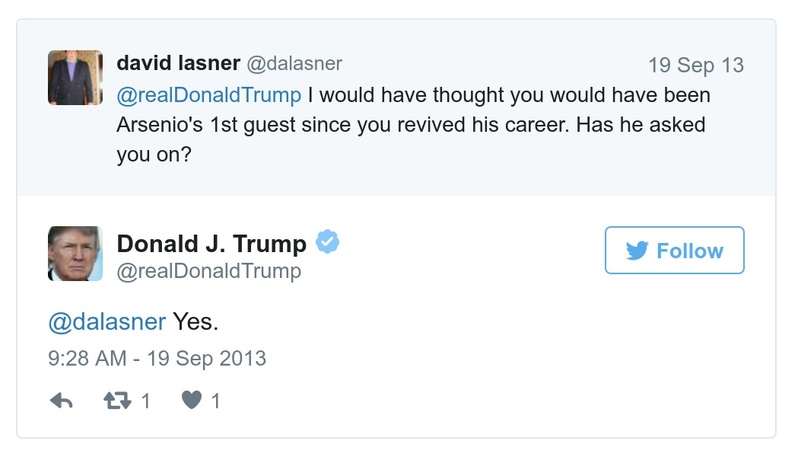 david lasner @dalasner 19 Sep 13
@realDonaldTrump I would have thought you would have been
Arsenio's 1st guest since you revived his career. Has he asked
you on?
Donald J. Trump
@realDonaldTrump
Follow
@dalasner Yes.
9:28 AM - 19 Sep 2013
1 1